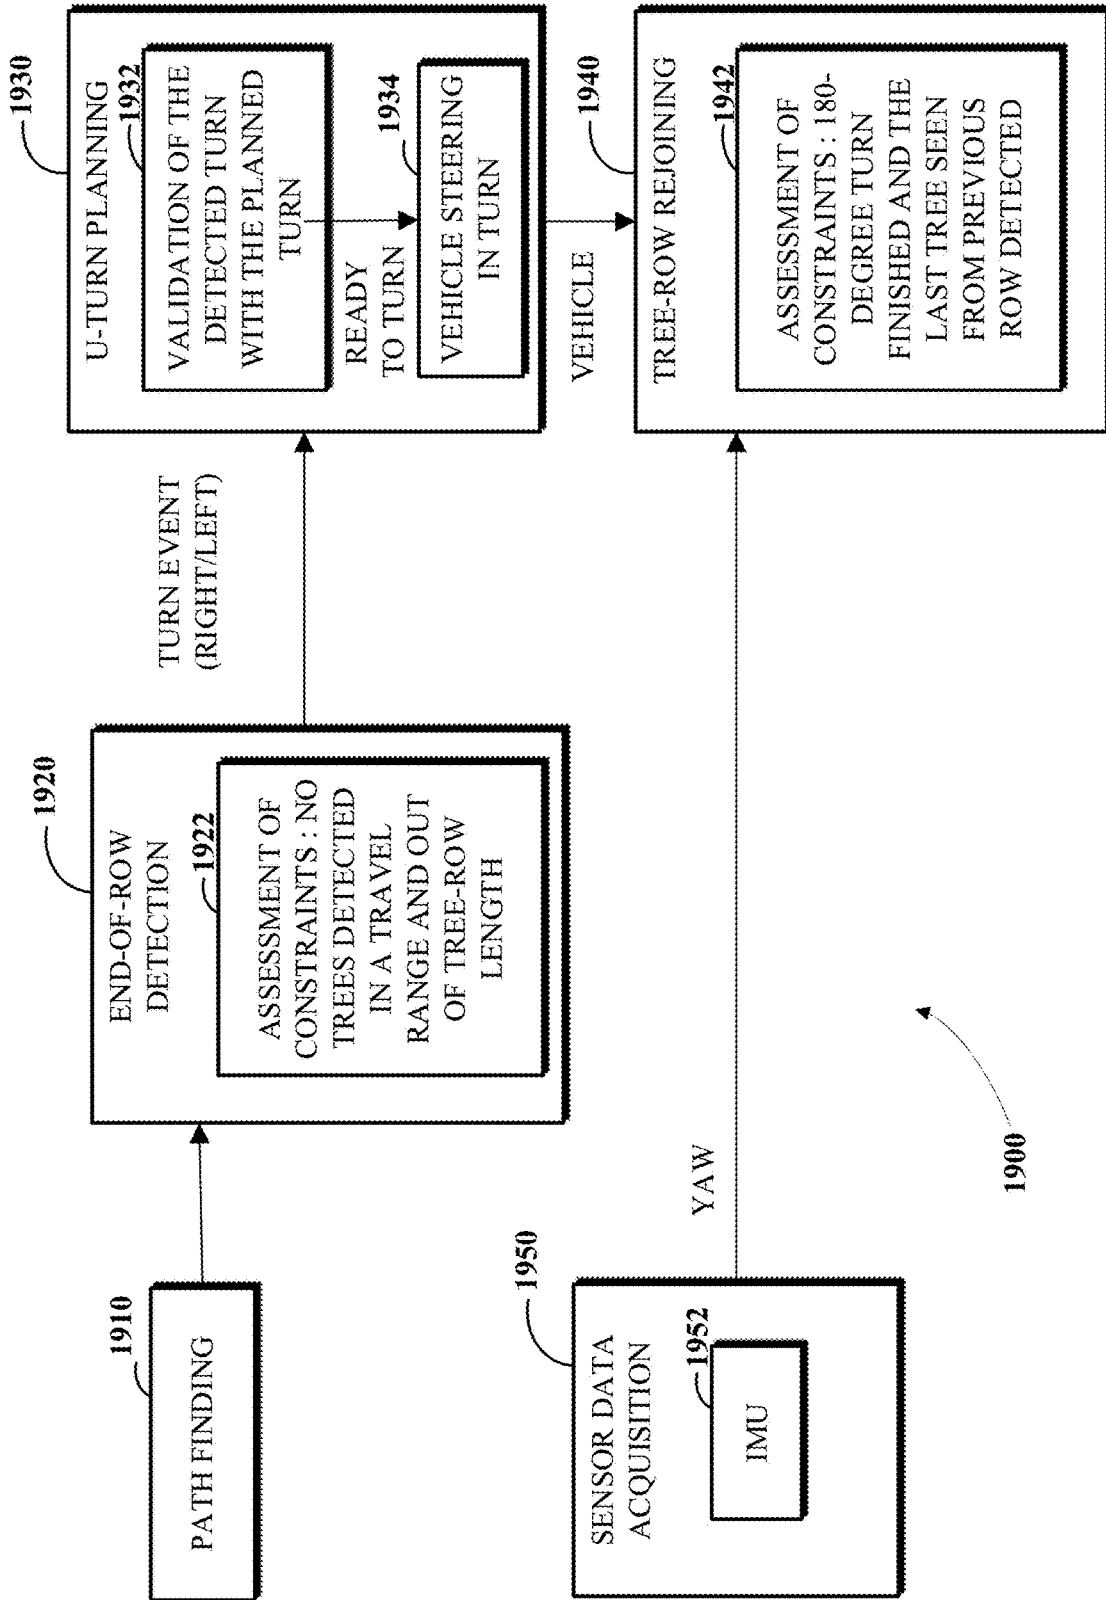 1910
PATH FINDING
1920
END-OF-ROW
DETECTION
1922
ASSESSMENT OF
CONSTRAINTS : NO
TREES DETECTED
IN A TRAVEL
RANGE AND OUT
OF TREE-ROW
LENGTH
TURN EVENT
(RIGHT/LEFT)
1930
U-TURN PLANNING
1932
VALIDATION OF THE
DETECTED TURN
WITH THE PLANNED
TURN
READY
TO TURN
1934
VEHICLE STEERING
IN TURN
VEHICLE
1940
TREE-ROW REJOINING
1942
ASSESSMENT OF
CONSTRAINTS : 180-
DEGREE TURN
FINISHED AND THE
LAST TREE SEEN
FROM PREVIOUS
ROW DETECTED
1950
SENSOR DATA
ACQUISITION
1952
IMU
YAW
1900